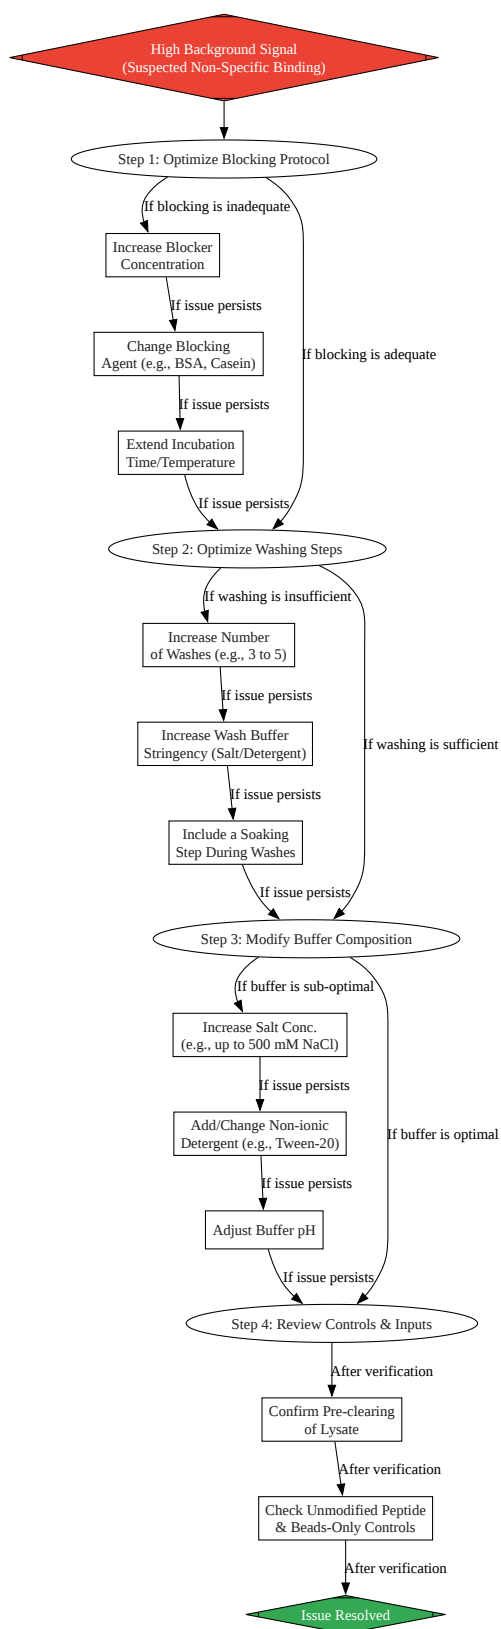 High Background Signal
(Suspected Non-Specific Binding)
Step 1: Optimize Blocking Protocol
If blocking is inadequate
Increase Blocker
Concentration
If issue persists
If blocking is adequate
Change Blocking
Agent (e.g., BSA, Casein)
If issue persists
Extend Incubation
Time/Temperature
If issue persists
Step 2: Optimize Washing Steps
If washing is insufficient
Increase Number
of Washes (e.g., 3 to 5)
If issue persists
If washing is sufficient
Increase Wash Buffer
Stringency (Salt/Detergent)
If issue persists
Include a Soaking
Step During Washes
If issue persists
Step 3: Modify Buffer Composition
If buffer is sub-optimal
Increase Salt Conc.
(e.g., up to 500 mM NaCl)
If issue persists
If buffer is optimal
Add/Change Non-ionic
Detergent (e.g., Tween-20)
If issue persists
Adjust Buffer pH
If issue persists
Step 4: Review Controls & Inputs
After verification
Confirm Pre-clearing
of Lysate
After verification
Check Unmodified Peptide
& Beads-Only Controls
After verification
Issue Resolved